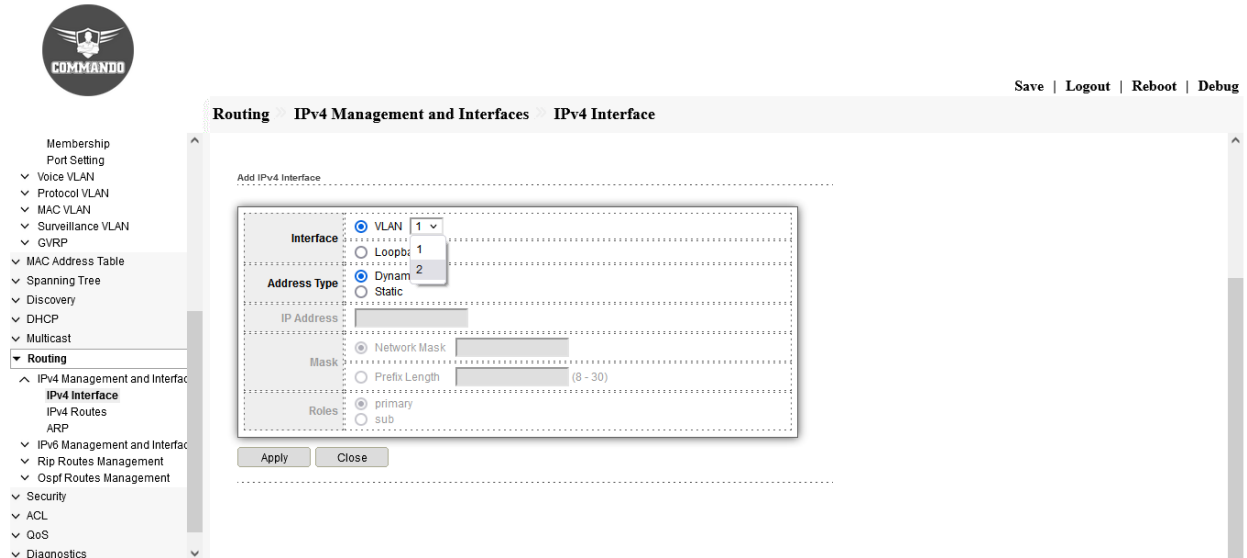 COMMANDO
Save | Logout | Reboot | Debug
Routing » IPv4 Management and Interfaces » IPv4 Interface
Membership
Port Setting
Voice VLAN
Protocol VLAN
MAC VLAN
Surveillance VLAN
GVRP
MAC Address Table
Spanning Tree
Discovery
DHCP
Multicast
Routing
IPv4 Management and Interfac
IPv4 Interface
IPv4 Routes
ARP
IPv6 Management and Interfac
Rip Routes Management
Ospf Routes Management
Security
ACL
QoS
Diagnostics
Add IPv4 Interface
Interface
VLAN 1
1
2
Loopba
Address Type
Dynam
Static
IP Address
Mask
Network Mask
Prefix Length (8 - 30)
Roles
primary
sub
Apply Close